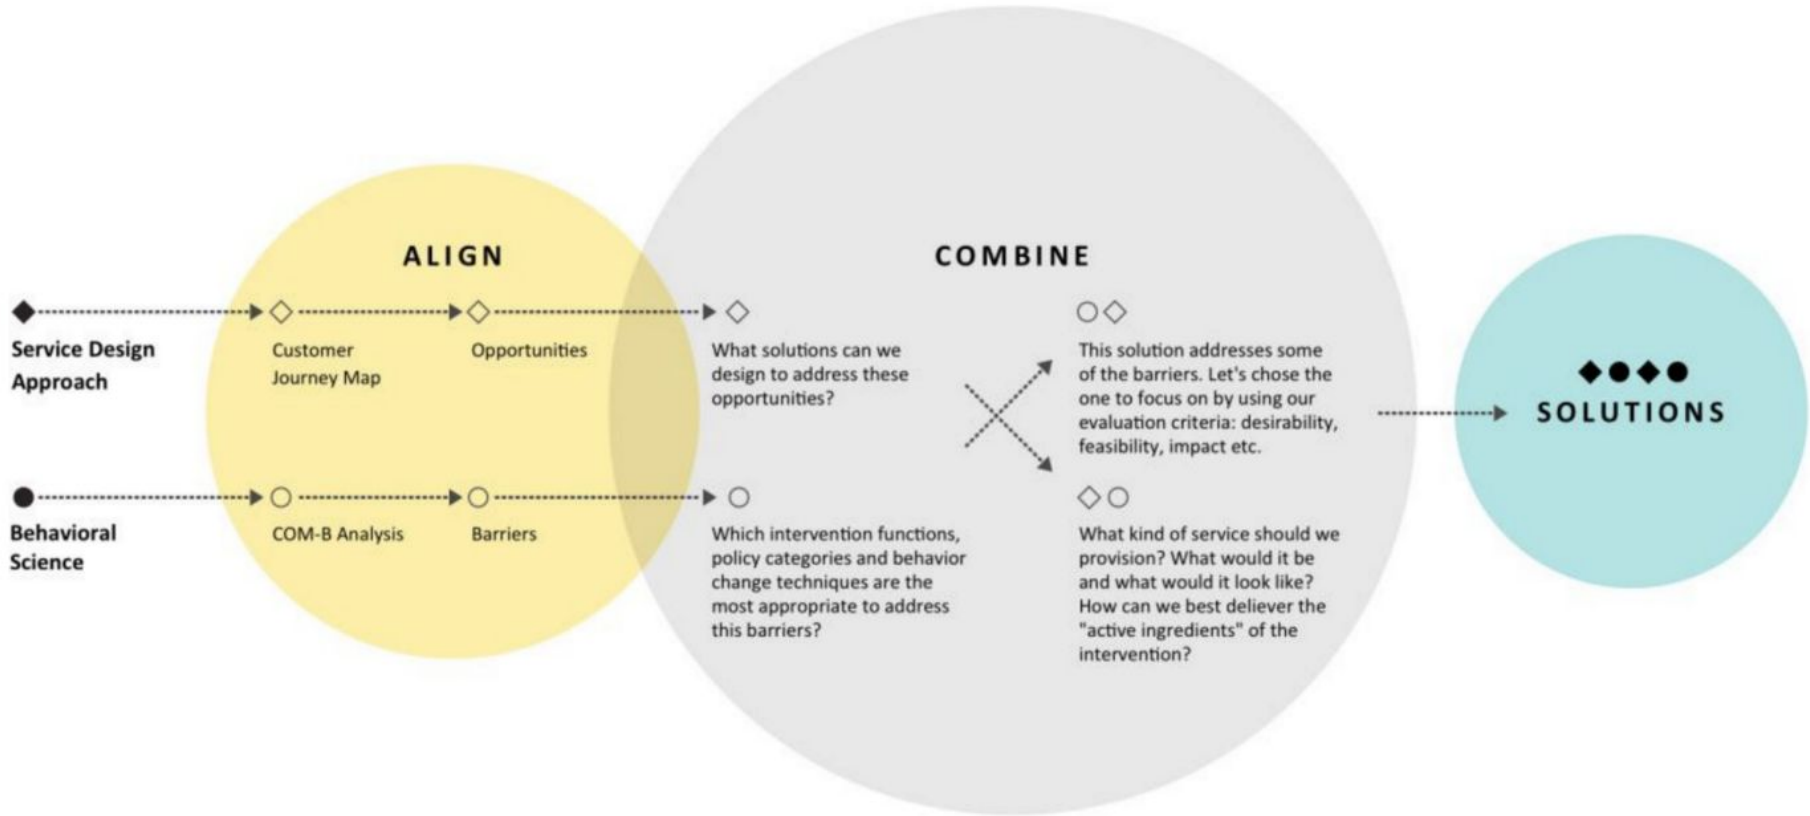 ALIGN
COMBINE
Service Design
Approach
Customer
Journey Map
Opportunities
What solutions can we
design to address these
opportunities?
This solution addresses some
of the barriers. Let's chose the
one to focus on by using our
evaluation criteria: desirability,
feasibility, impact etc.
SOLUTIONS
Behavioral
Science
COM-B Analysis
Barriers
Which intervention functions,
policy categories and behavior
change techniques are the
most appropriate to address
this barriers?
What kind of service should we
provision? What would it be
and what would it look like?
How can we best deliever the
"active ingredients" of the
intervention?